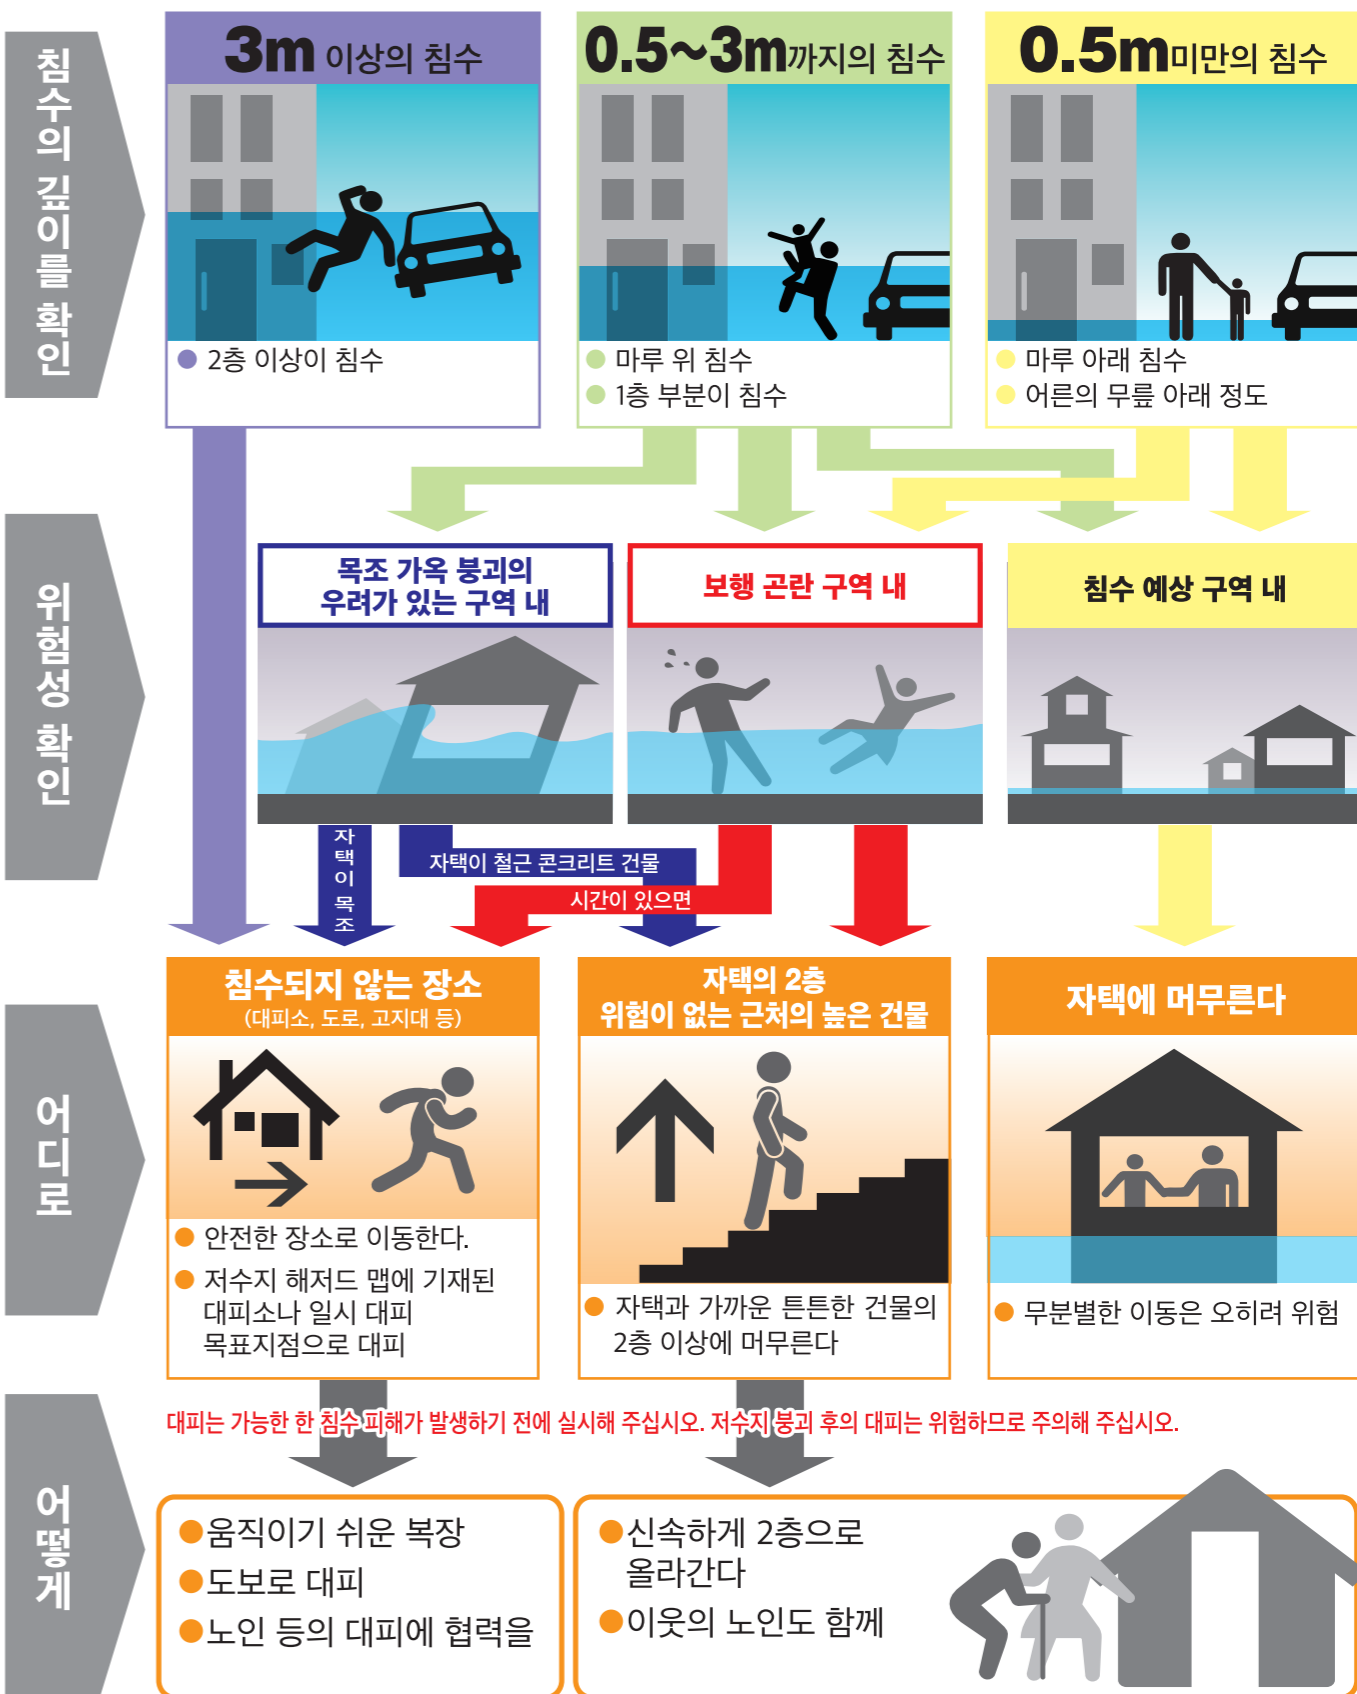 침수의 깊이를 확인
3m 이상의 침수
● 2층 이상이 침수
0.5~3m까지의 침수
● 마루 위 침수
● 1층 부분이 침수
0.5m미만의 침수
● 마루 아래 침수
● 어른의 무릎 아래 정도
위험성 확인
목조 가옥 붕괴의
우려가 있는 구역 내
보행 곤란 구역 내
침수 예상 구역 내
자택이 목조
자택이 철근 콘크리트 건물
시간이 있으면
어디로
침수되지 않는 장소
(대피소, 도로, 고지대 등)
● 안전한 장소로 이동한다.
● 저수지 해저드 맵에 기재된
대피소나 일시 대피
목표지점으로 대피
자택의 2층
위험이 없는 근처의 높은 건물
● 자택과 가까운 튼튼한 건물의
2층 이상에 머무른다
자택에 머무른다
● 무분별한 이동은 오히려 위험
대피는 가능한 한 침수 피해가 발생하기 전에 실시해 주십시오. 저수지 붕괴 후의 대피는 위험하므로 주의해 주십시오.
어떻게
●움직이기 쉬운 복장
●도보로 대피
●노인 등의 대피에 협력을
●신속하게 2층으로
올라간다
●이웃의 노인도 함께